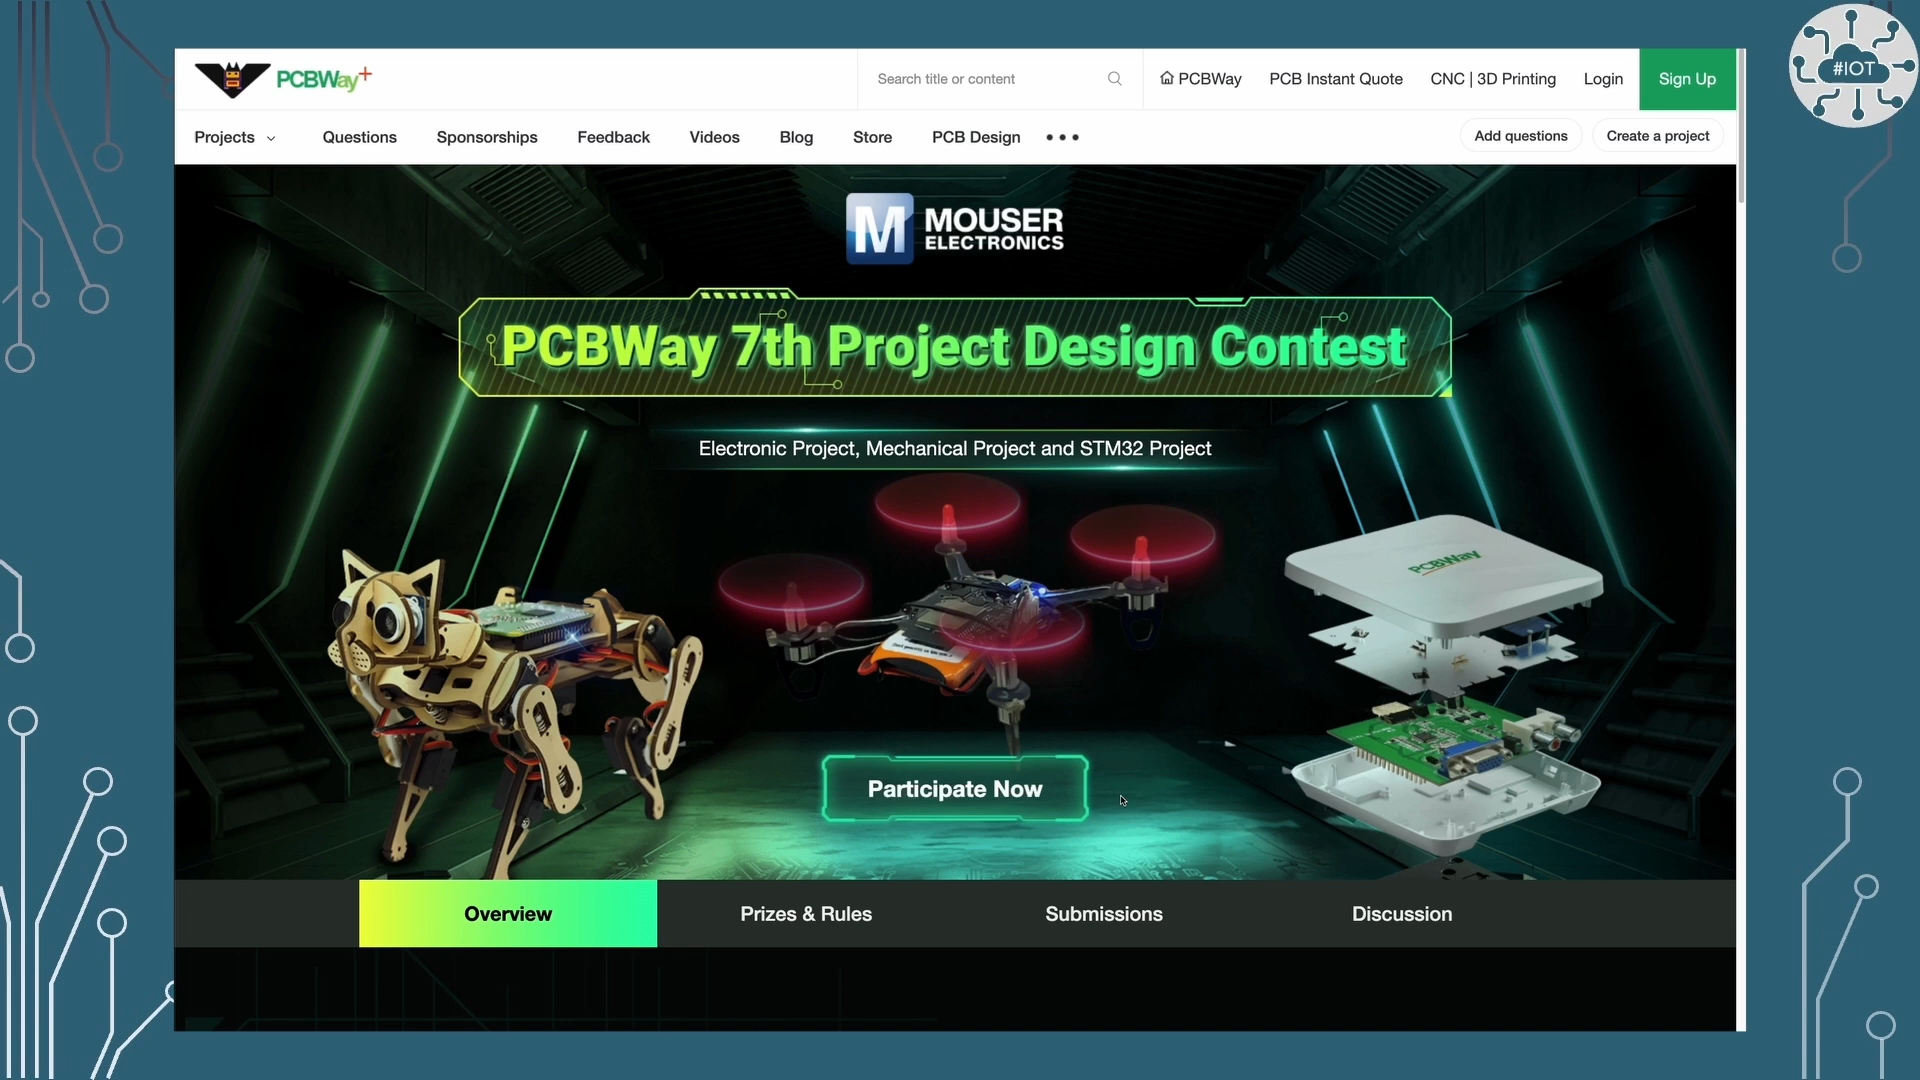 PCBWay+
Search title or content
PCBWay
PCB Instant Quote
CNC | 3D Printing
Login
Sign Up
#IOT
Projects
Questions
Sponsorships
Feedback
Videos
Blog
Store
PCB Design
Add questions
Create a project
M MOUSER
ELECTRONICS
PCBWay 7th Project Design Contest
Electronic Project, Mechanical Project and STM32 Project
PCBWay
Participate Now
Overview
Prizes & Rules
Submissions
Discussion